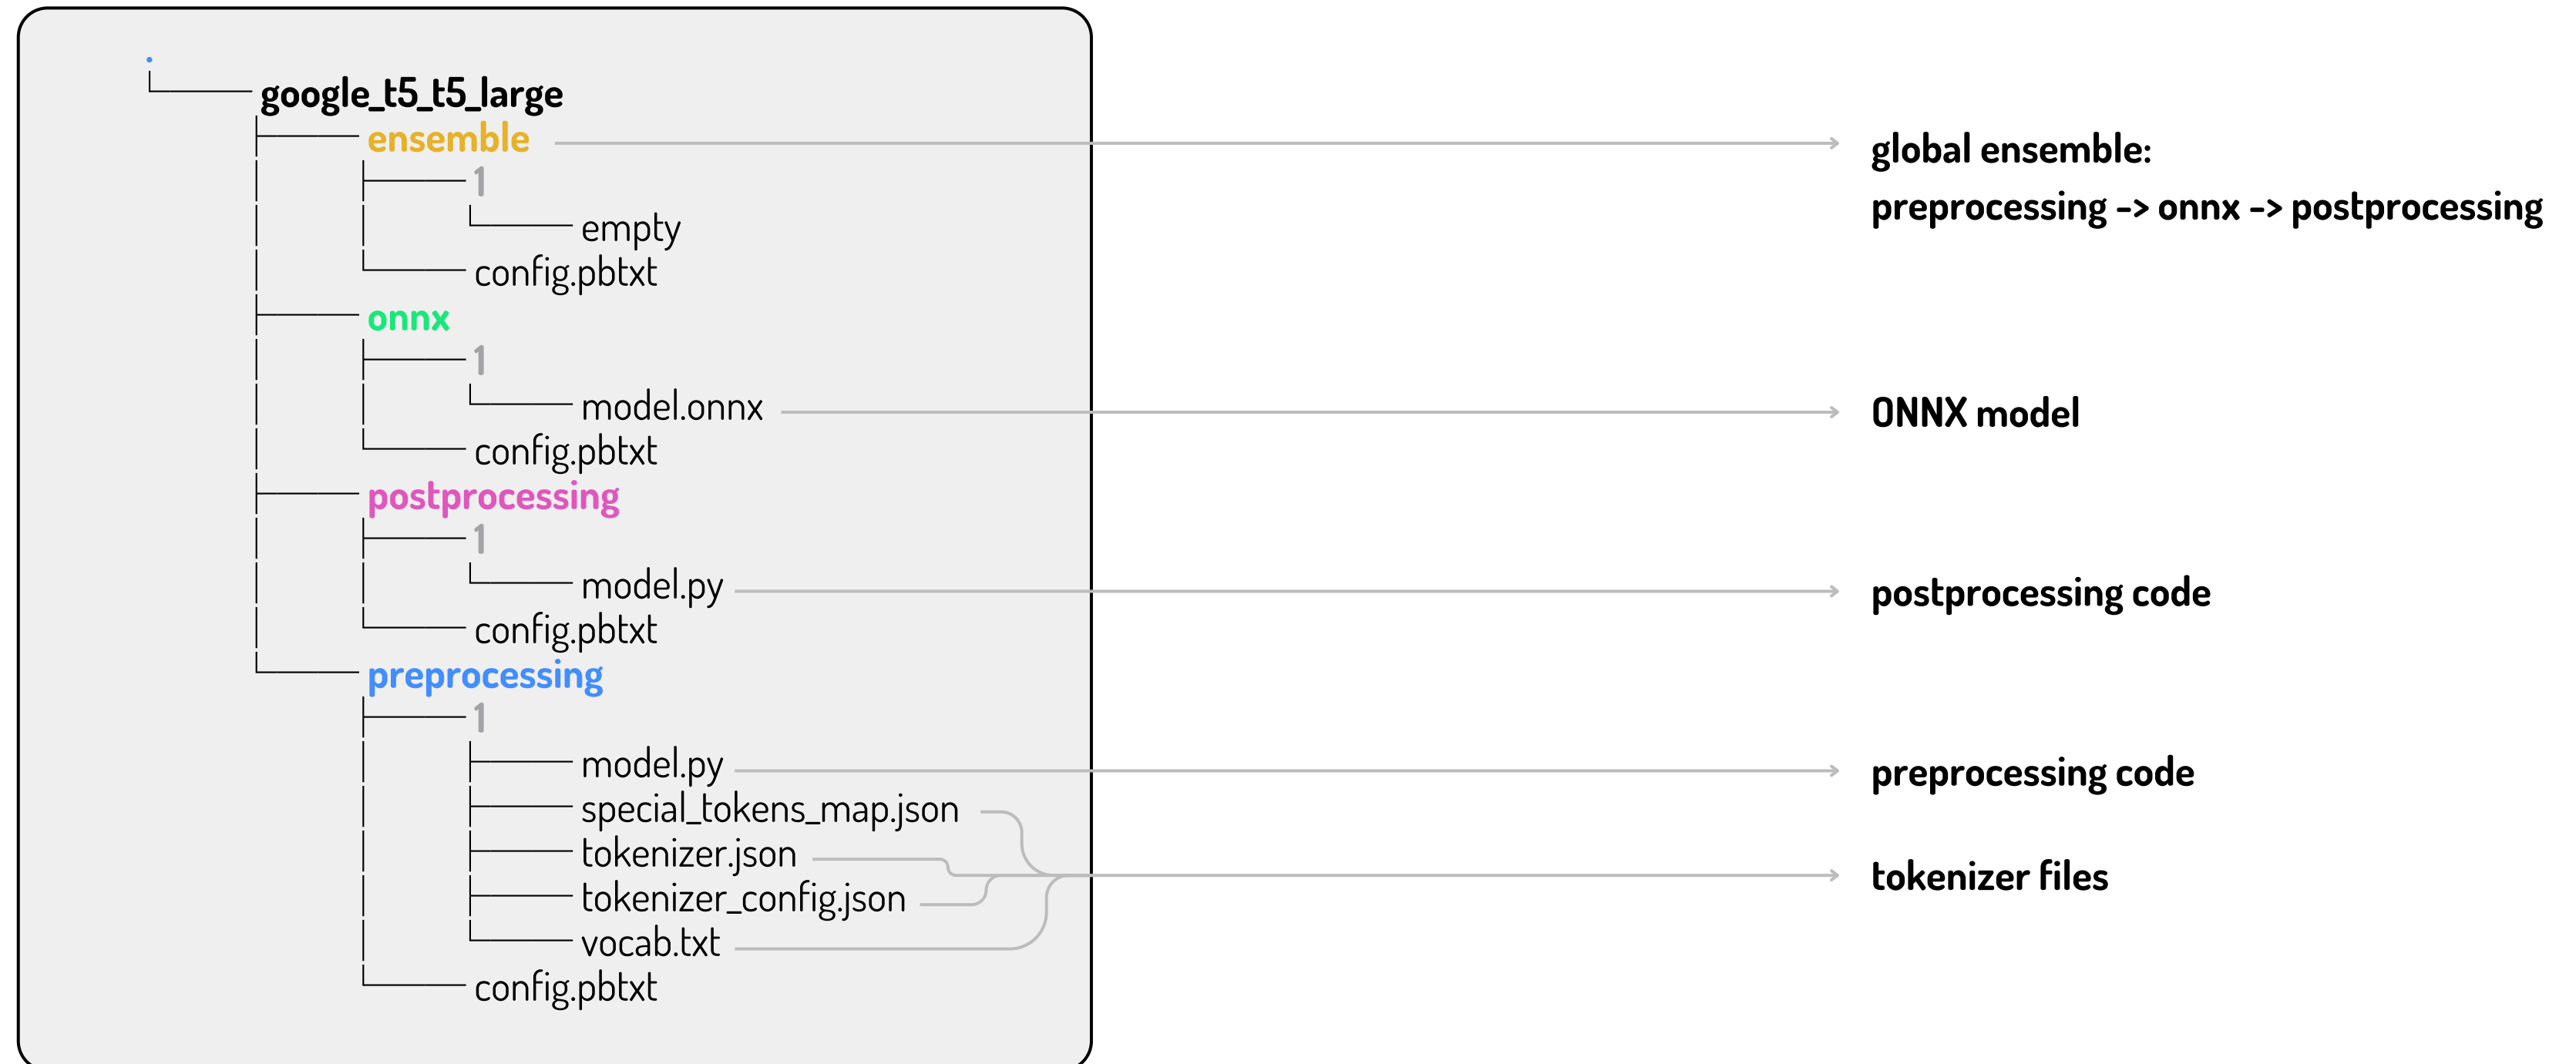 .
google_t5_t5_large
ensemble
global ensemble:
preprocessing -> onnx -> postprocessing
1
empty
config.pbtxt
onnx
1
model.onnx
ONNX model
config.pbtxt
postprocessing
1
model.py
postprocessing code
config.pbtxt
preprocessing
1
model.py
preprocessing code
special_tokens_map.json
tokenizer.json
tokenizer files
tokenizer_config.json
vocab.txt
config.pbtxt